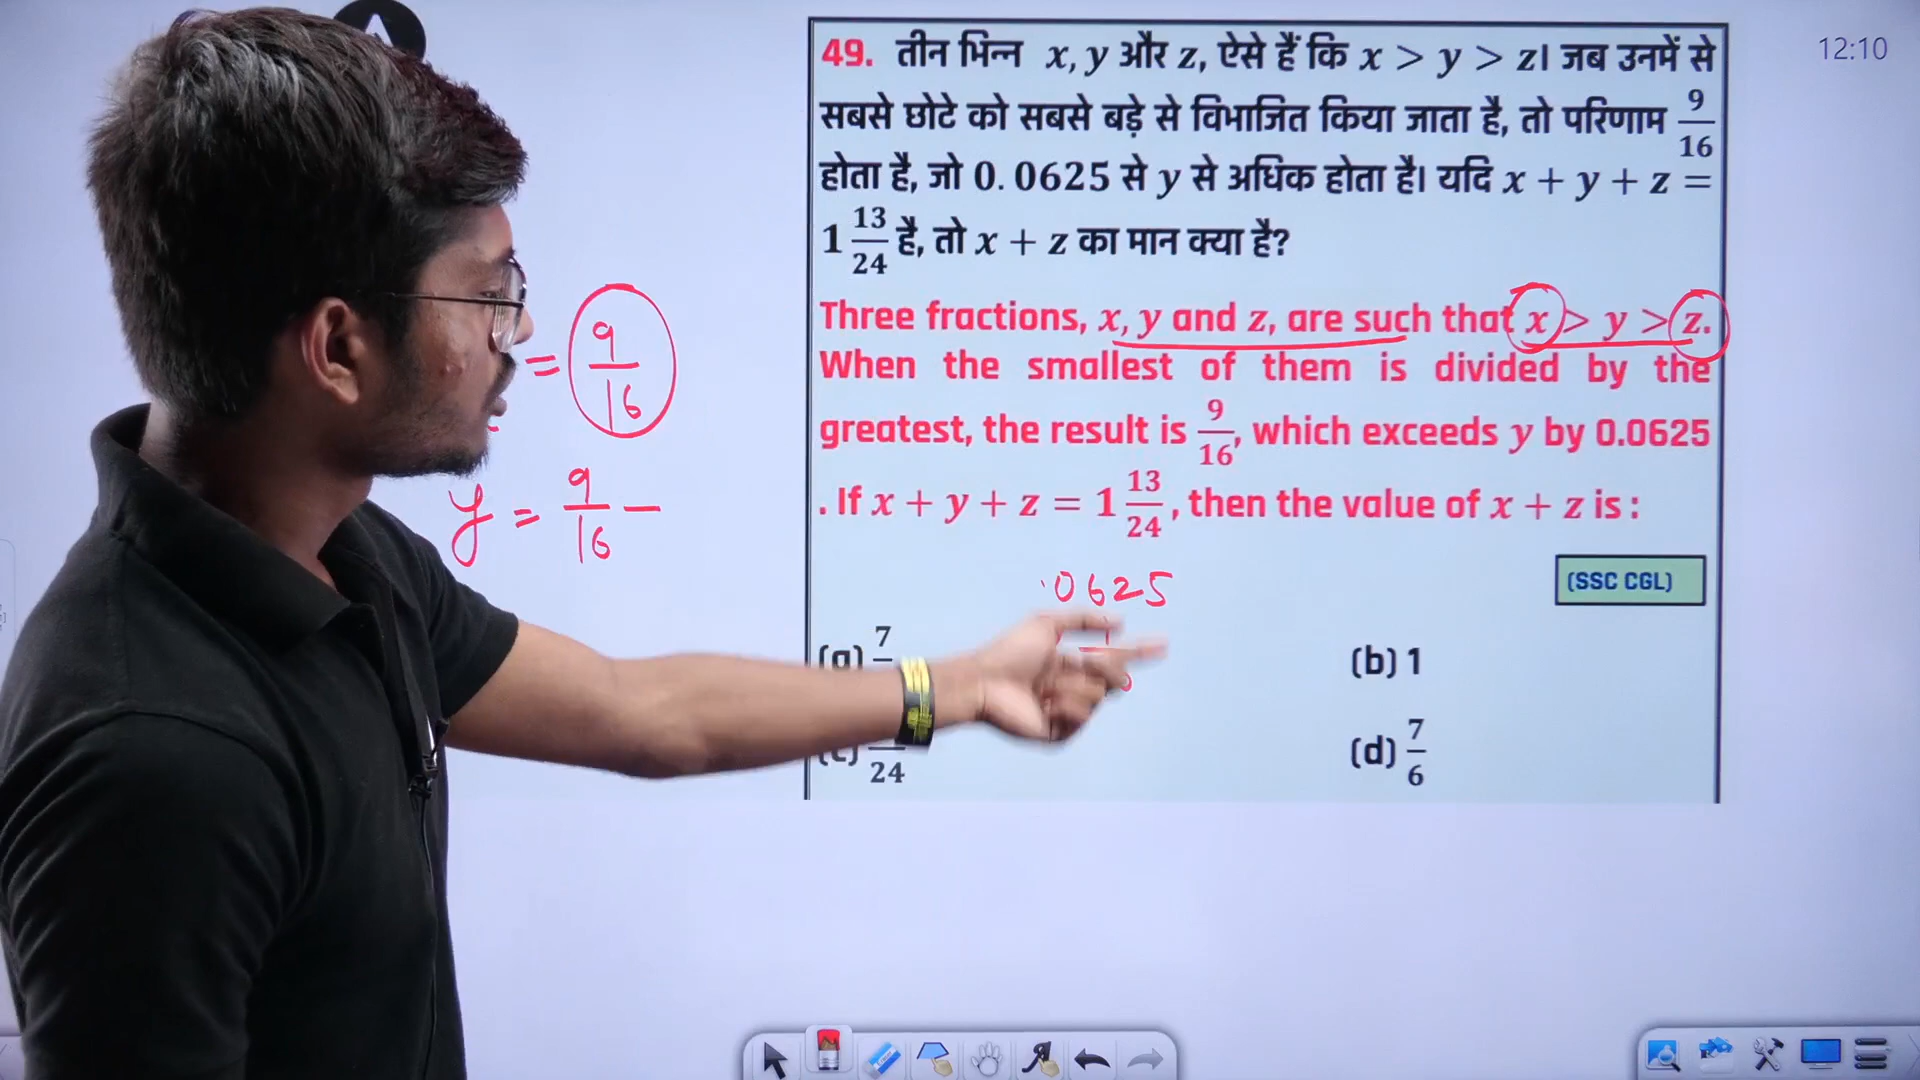 12:10
49. तीन भिन्न x, y और z, ऐसे हैं कि x > y > z। जब उनमें से
सबसे छोटे को सबसे बड़े से विभाजित किया जाता है, तो परिणाम 9/16
होता है, जो 0.0625 से y से अधिक होता है। यदि x + y + z =
1 13/24 है, तो x + z का मान क्या है?
Three fractions, x, y and z, are such that x > y > z.
When the smallest of them is divided by the
greatest, the result is 9/16, which exceeds y by 0.0625
. If x + y + z = 1 13/24, then the value of x + z is :
(SSC CGL)
(a) 7
(b) 1
(c) 24
(d) 7/6
= 9/16
y = 9/16 -
.0625